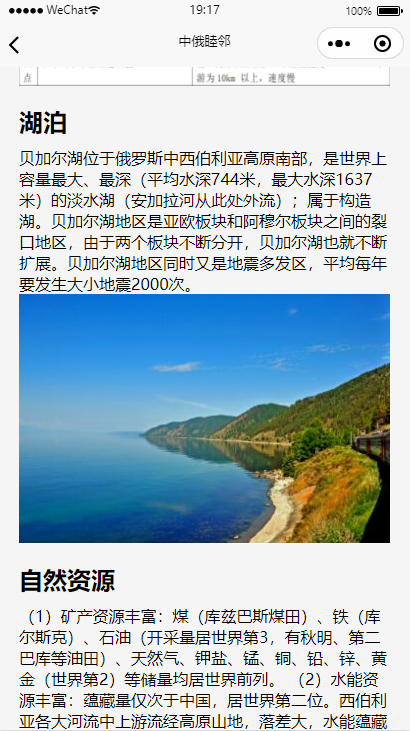 WeChat 19:17 100%
中俄睦邻
点 游为10km 以上，速度慢
湖泊
贝加尔湖位于俄罗斯中西伯利亚高原南部，是世界上
容量最大、最深（平均水深744米，最大水深1637
米）的淡水湖（安加拉河从此处外流）；属于构造
湖。贝加尔湖地区是亚欧板块和阿穆尔板块之间的裂
口地区，由于两个板块不断分开，贝加尔湖也就不断
扩展。贝加尔湖地区同时又是地震多发区，平均每年
要发生大小地震2000次。
自然资源
（1）矿产资源丰富：煤（库兹巴斯煤田）、铁（库
尔斯克）、石油（开采量居世界第3，有秋明、第二
巴库等油田）、天然气、钾盐、锰、铜、铅、锌、黄
金（世界第2）等储量均居世界前列。（2）水能资
源丰富：蕴藏量仅次于中国，居世界第二位。西伯利
亚各大河流中上游流经高原山地，落差大，水能蕴藏